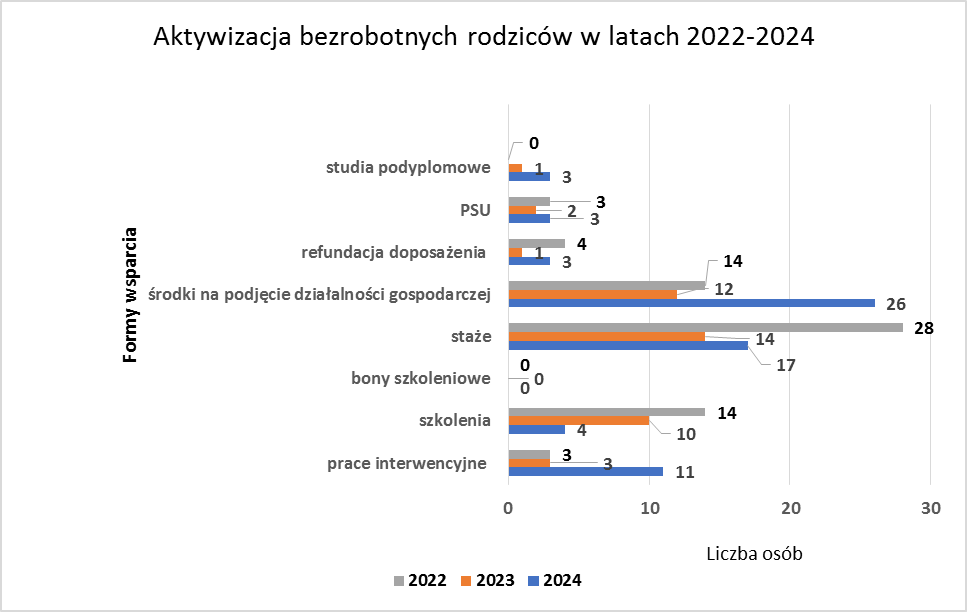 Aktywizacja bezrobotnych rodziców w latach 2022-2024
Formy wsparcia
studia podyplomowe
0
1
3
PSU
3
2
3
refundacja doposażenia
4
1
3
środki na podjęcie działalności gospodarczej
14
12
26
staże
28
14
17
bony szkoleniowe
0
0
0
szkolenia
14
10
4
prace interwencyjne
3
3
11
0 10 20 30
Liczba osób
2022 2023 2024